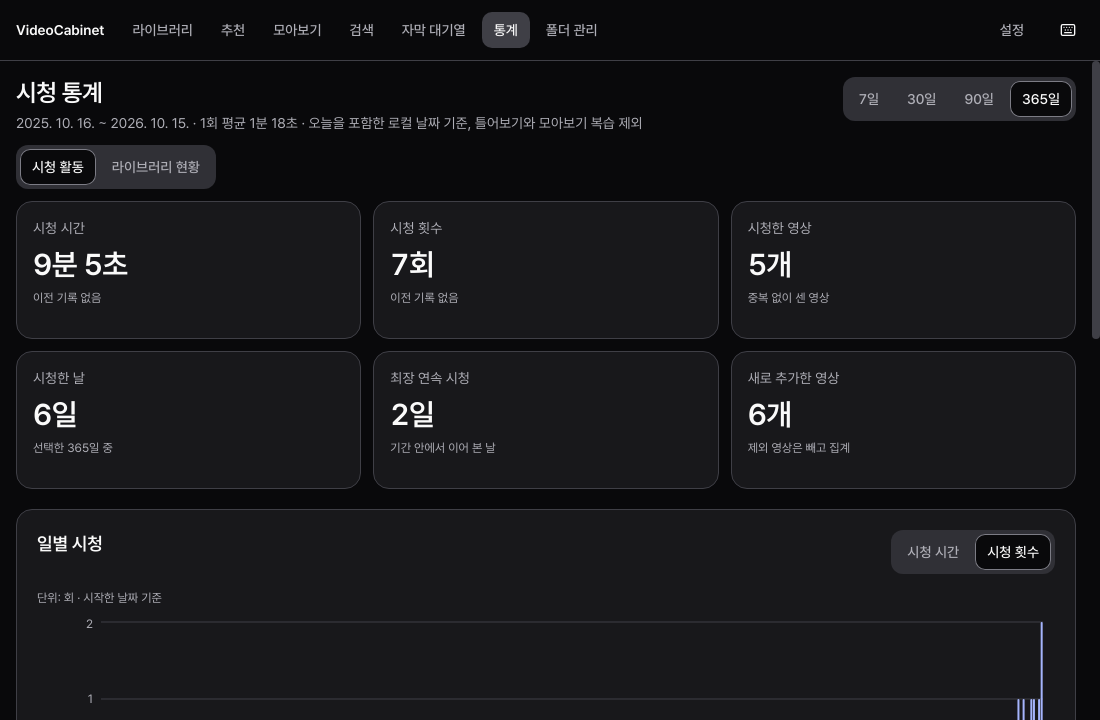 VideoCabinet 라이브러리 추천 모아보기 검색 자막 대기열 통계 폴더 관리 설정
시청 통계
7일 30일 90일 365일
2025. 10. 16. ~ 2026. 10. 15. · 1회 평균 1분 18초 · 오늘을 포함한 로컬 날짜 기준, 틀어보기와 모아보기 복습 제외
시청 활동 라이브러리 현황
시청 시간
9분 5초
이전 기록 없음
시청 횟수
7회
이전 기록 없음
시청한 영상
5개
중복 없이 센 영상
시청한 날
6일
선택한 365일 중
최장 연속 시청
2일
기간 안에서 이어 본 날
새로 추가한 영상
6개
제외 영상은 빼고 집계
일별 시청
시청 시간 시청 횟수
단위: 회 · 시작한 날짜 기준
2
1